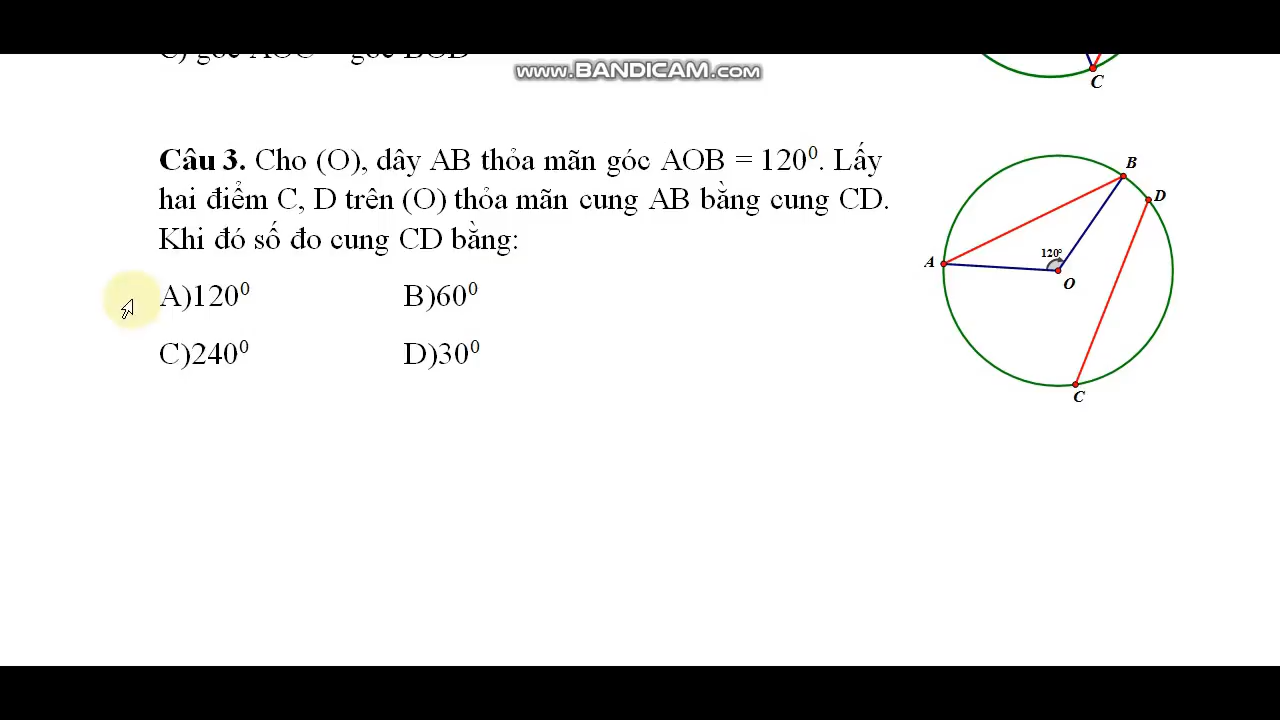 www.BANDICAM.com
C
Câu 3. Cho (O), dây AB thỏa mãn góc AOB = 120⁰. Lấy
hai điểm C, D trên (O) thỏa mãn cung AB bằng cung CD.
Khi đó số đo cung CD bằng:
A)120⁰ B)60⁰
C)240⁰ D)30⁰
B
D
A
120°
O
C